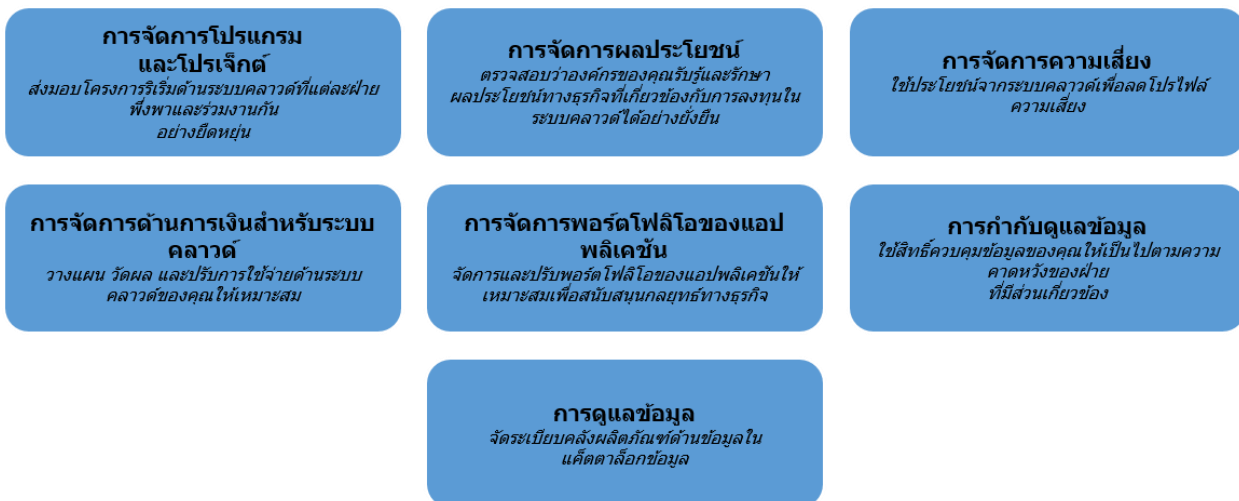 การจัดการโปรแกรม
และโปรเจ็กต์
ส่งมอบโครงการริเริ่มด้านระบบคลาวด์ที่แต่ละฝ่าย
พึ่งพาและร่วมงานกัน
อย่างยืดหยุ่น
การจัดการผลประโยชน์
ตรวจสอบว่าองค์กรของคุณรับรู้และรักษา
ผลประโยชน์ทางธุรกิจที่เกี่ยวข้องกับการลงทุนใน
ระบบคลาวด์ได้อย่างยั่งยืน
การจัดการความเสี่ยง
ใช้ประโยชน์จากระบบคลาวด์เพื่อลดโปรไฟล์
ความเสี่ยง
การจัดการด้านการเงินสำหรับระบบ
คลาวด์
วางแผน วัดผล และปรับการใช้จ่ายด้านระบบ
คลาวด์ของคุณให้เหมาะสม
การจัดการพอร์ตโฟลิโอของแอป
พลิเคชัน
จัดการและปรับพอร์ตโฟลิโอของแอปพลิเคชันให้
เหมาะสมเพื่อสนับสนุนกลยุทธ์ทางธุรกิจ
การกำกับดูแลข้อมูล
ใช้สิทธิ์ควบคุมข้อมูลของคุณให้เป็นไปตามความ
คาดหวังของฝ่าย
ที่มีส่วนเกี่ยวข้อง
การดูแลข้อมูล
จัดระเบียบคลังผลิตภัณฑ์ด้านข้อมูลใน
แค็ตตาล็อกข้อมูล